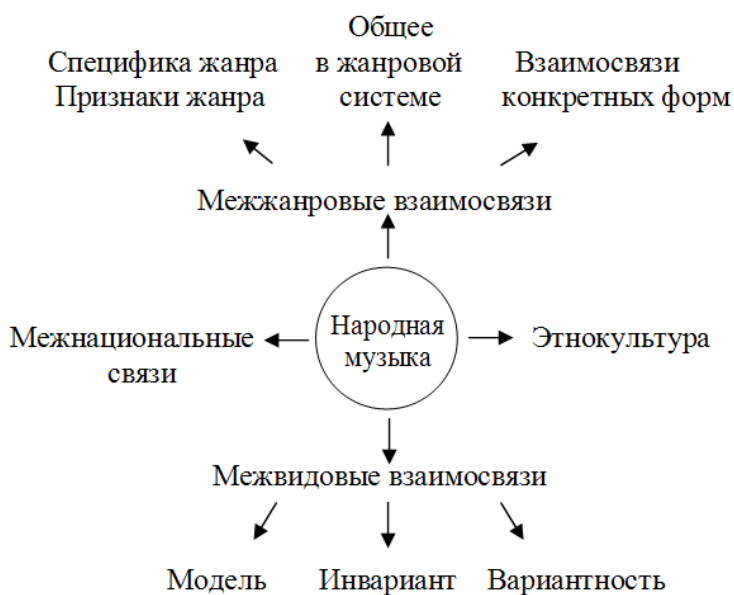 Общее
Специфика жанра
в жанровой
Взаимосвязи
Признаки жанра
системе
конкретных форм
Межжанровые взаимосвязи
Народная
музыка
Межнациональные
связи
Этнокультура
Межвидовые взаимосвязи
Модель
Инвариант
Вариантность